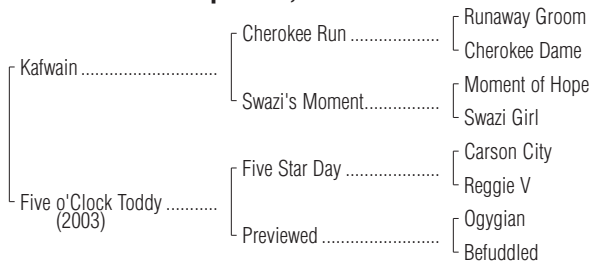 Runaway Groom
Cherokee Run ...................
Cherokee Dame
Kafwain .............................
Moment of Hope
Swazi's Moment................
Swazi Girl
Carson City
Five Star Day ....................
Reggie V
Five o'Clock Toddy ...........
(2003)
Ogygian
Previewed .........................
Befuddled